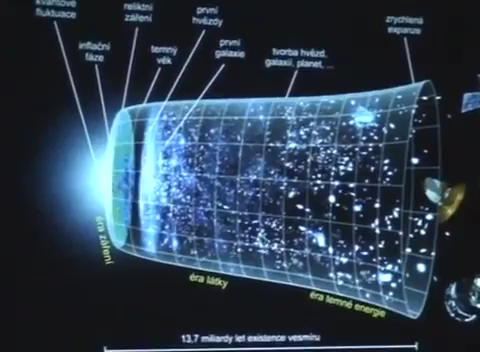 kvantové
fluktuace
reliktní
záření
první
hvězdy
zrychlená
expanze
inflační
fáze
temný
věk
první
galaxie
tvorba hvězd,
galaxií, planet, ...
éra záření
éra látky
éra temné energie
13,7 miliardy let existence vesmíru